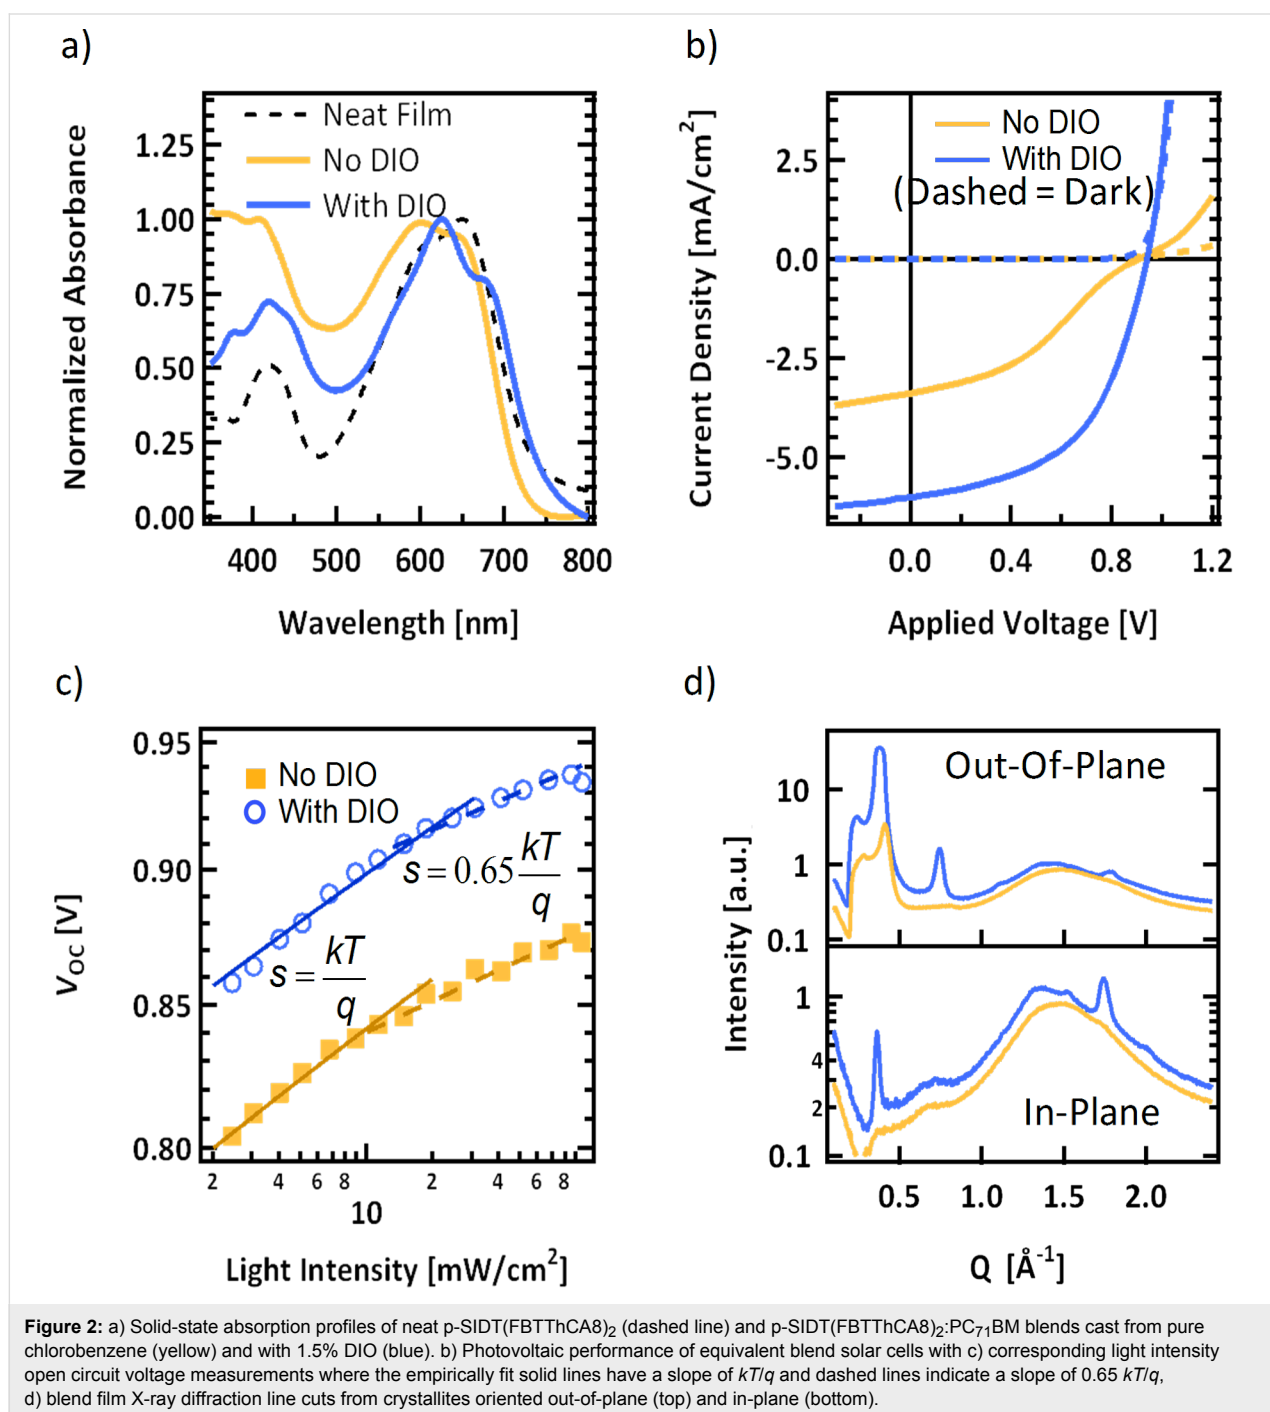 a)
Neat Film
No DIO
With DIO
1.25
1.00
0.75
0.50
0.25
0.00
Normalized Absorbance
400 500 600 700 800
Wavelength [nm]
b)
No DIO
With DIO
(Dashed = Dark)
2.5
0.0
-2.5
-5.0
Current Density [mA/cm²]
0.0 0.4 0.8 1.2
Applied Voltage [V]
c)
0.95
0.90
0.85
0.80
V_OC [V]
No DIO
With DIO
s = 0.65 kT/q
s = kT/q
2 4 6 8 2 4 6 8
10
Light Intensity [mW/cm²]
d)
Out-Of-Plane
10
1
0.1
Intensity [a.u.]
1
4
2
0.1
In-Plane
0.5 1.0 1.5 2.0
Q [Å⁻¹]
Figure 2: a) Solid-state absorption profiles of neat p-SIDT(FBTThCA8)₂ (dashed line) and p-SIDT(FBTThCA8)₂:PC₇₁BM blends cast from pure
chlorobenzene (yellow) and with 1.5% DIO (blue). b) Photovoltaic performance of equivalent blend solar cells with c) corresponding light intensity
open circuit voltage measurements where the empirically fit solid lines have a slope of kT/q and dashed lines indicate a slope of 0.65 kT/q,
d) blend film X-ray diffraction line cuts from crystallites oriented out-of-plane (top) and in-plane (bottom).